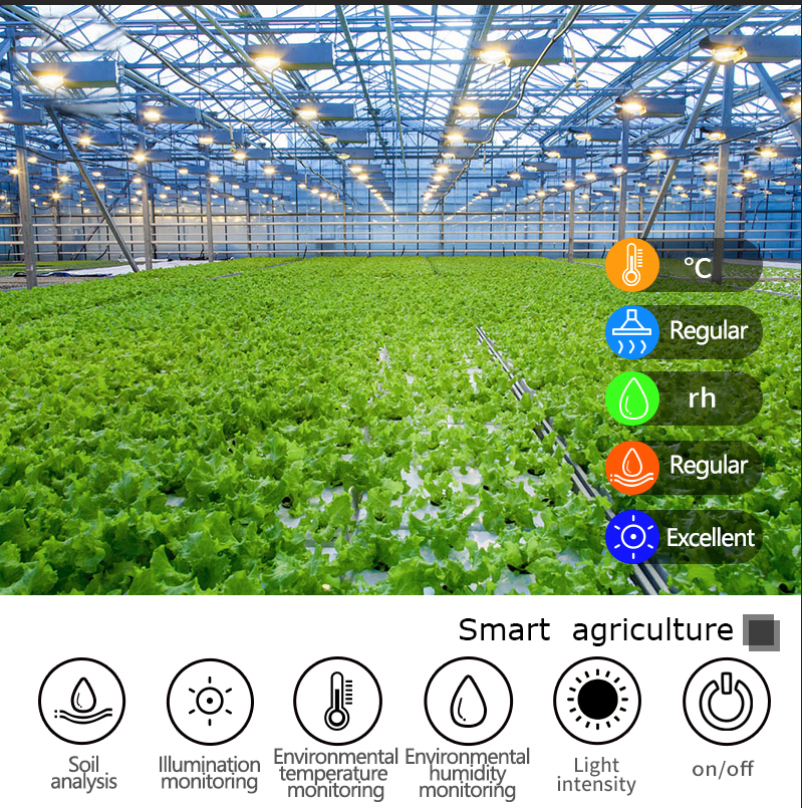 °C
Regular
rh
Regular
Excellent
Smart agriculture
Soil
analysis
Illumination
monitoring
Environmental
temperature
monitoring
Environmental
humidity
monitoring
Light
intensity
on/off